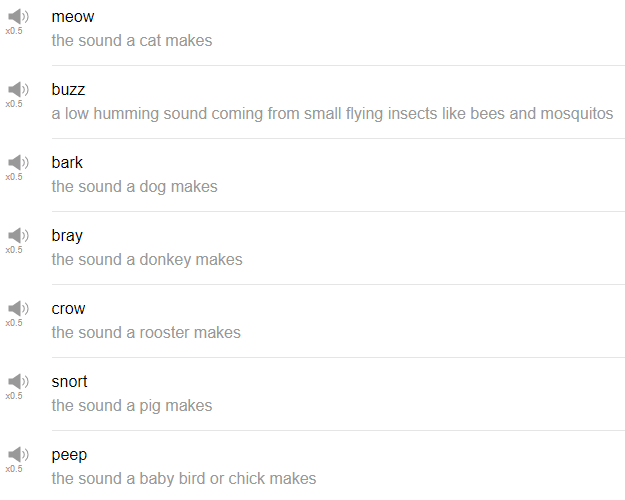 meow
x0.5
the sound a cat makes
buzz
x0.5
a low humming sound coming from small flying insects like bees and mosquitos
bark
x0.5
the sound a dog makes
bray
x0.5
the sound a donkey makes
crow
x0.5
the sound a rooster makes
snort
x0.5
the sound a pig makes
peep
x0.5
the sound a baby bird or chick makes